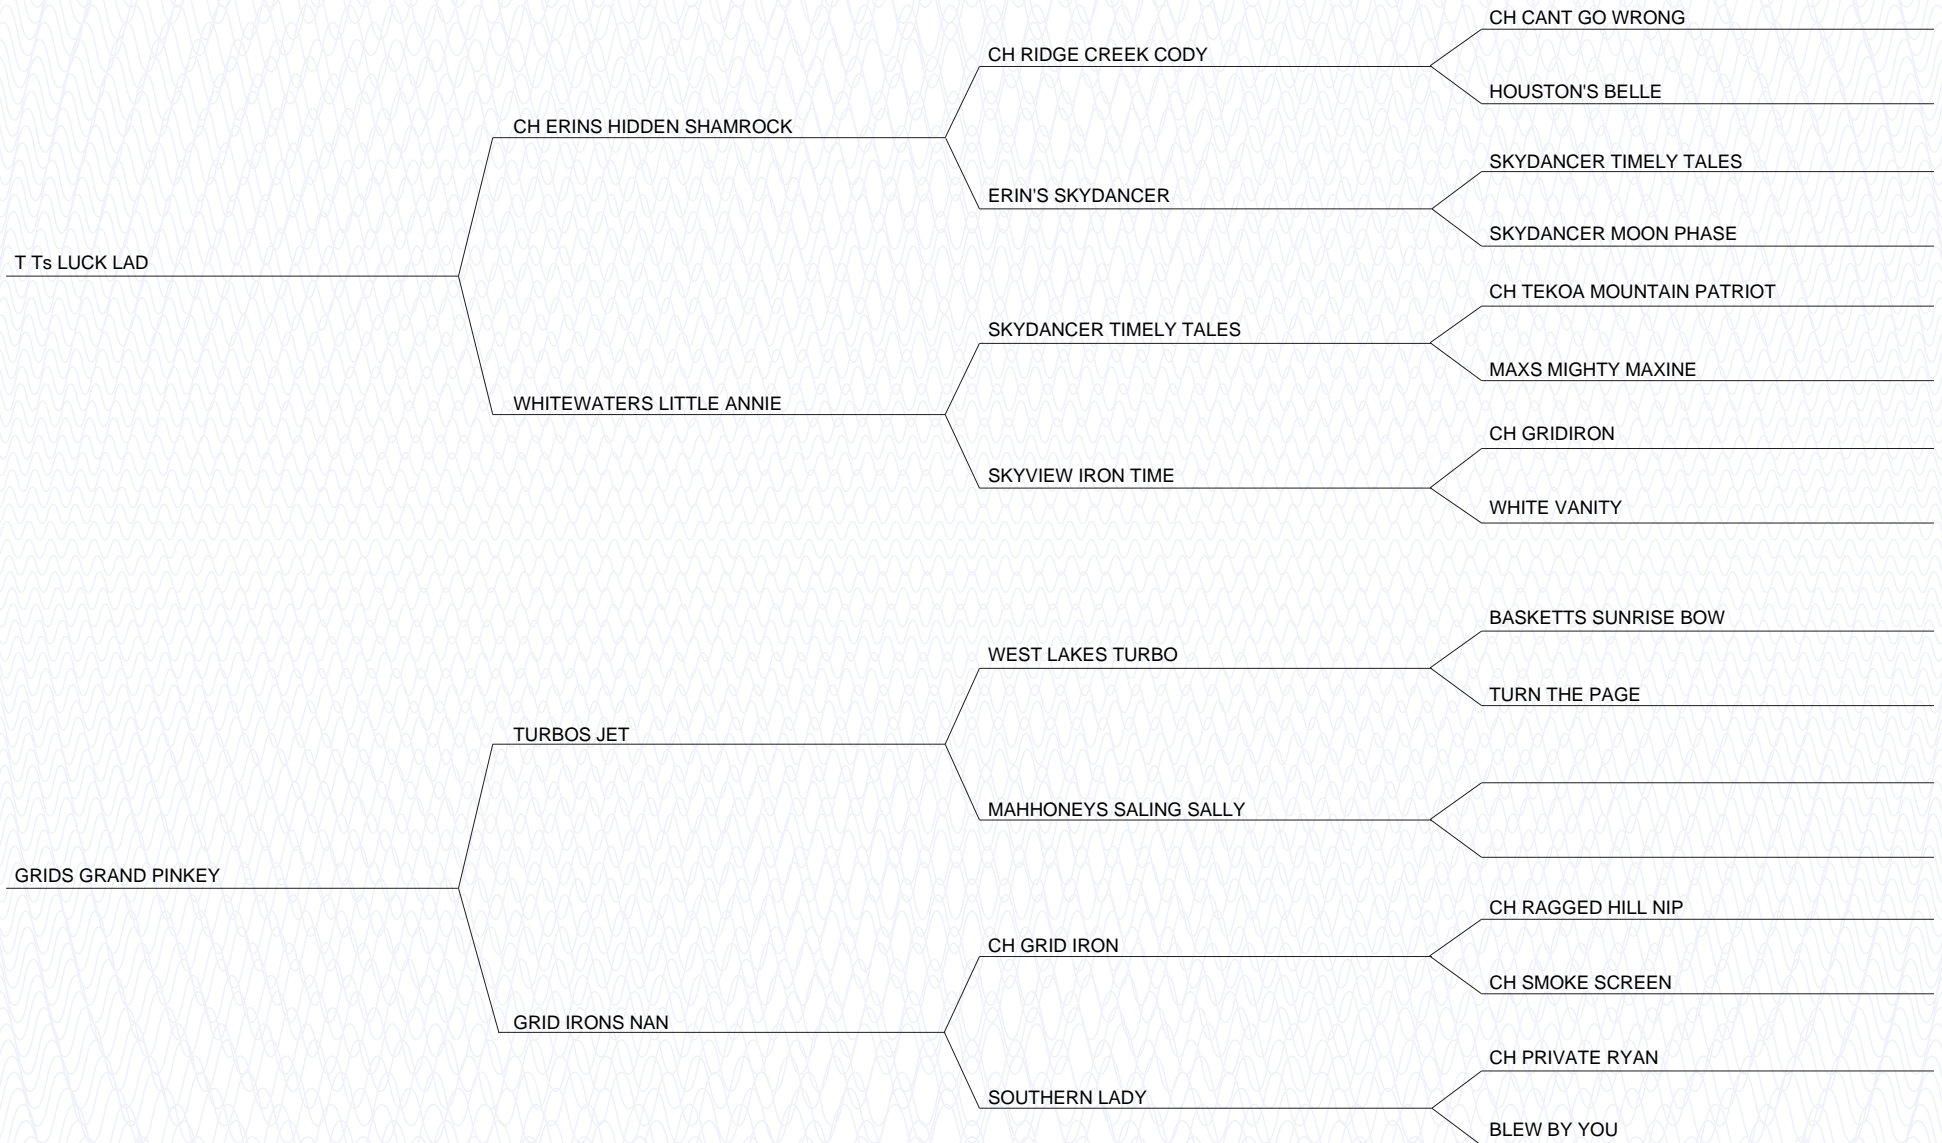 CH CANT GO WRONG
CH RIDGE CREEK CODY
HOUSTON'S BELLE
CH ERINS HIDDEN SHAMROCK
SKYDANCER TIMELY TALES
ERIN'S SKYDANCER
SKYDANCER MOON PHASE
T Ts LUCK LAD
CH TEKOA MOUNTAIN PATRIOT
SKYDANCER TIMELY TALES
MAXS MIGHTY MAXINE
WHITEWATERS LITTLE ANNIE
CH GRIDIRON
SKYVIEW IRON TIME
WHITE VANITY
BASKETTS SUNRISE BOW
WEST LAKES TURBO
TURN THE PAGE
TURBOS JET
MAHHONEYS SALING SALLY
GRIDS GRAND PINKEY
CH RAGGED HILL NIP
CH GRID IRON
CH SMOKE SCREEN
GRID IRONS NAN
CH PRIVATE RYAN
SOUTHERN LADY
BLEW BY YOU